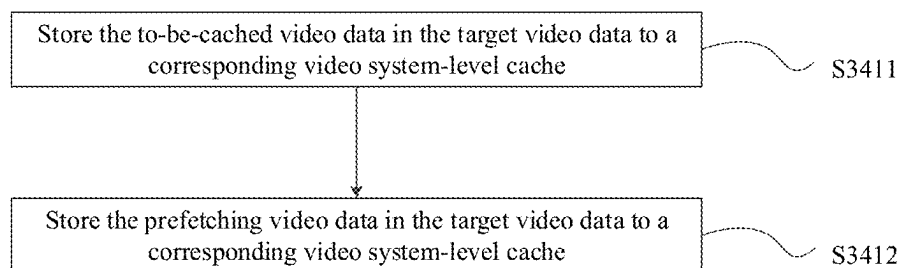 Store the to-be-cached video data in the target video data to a
corresponding video system-level cache
S3411
Store the prefetching video data in the target video data to a
corresponding video system-level cache
S3412